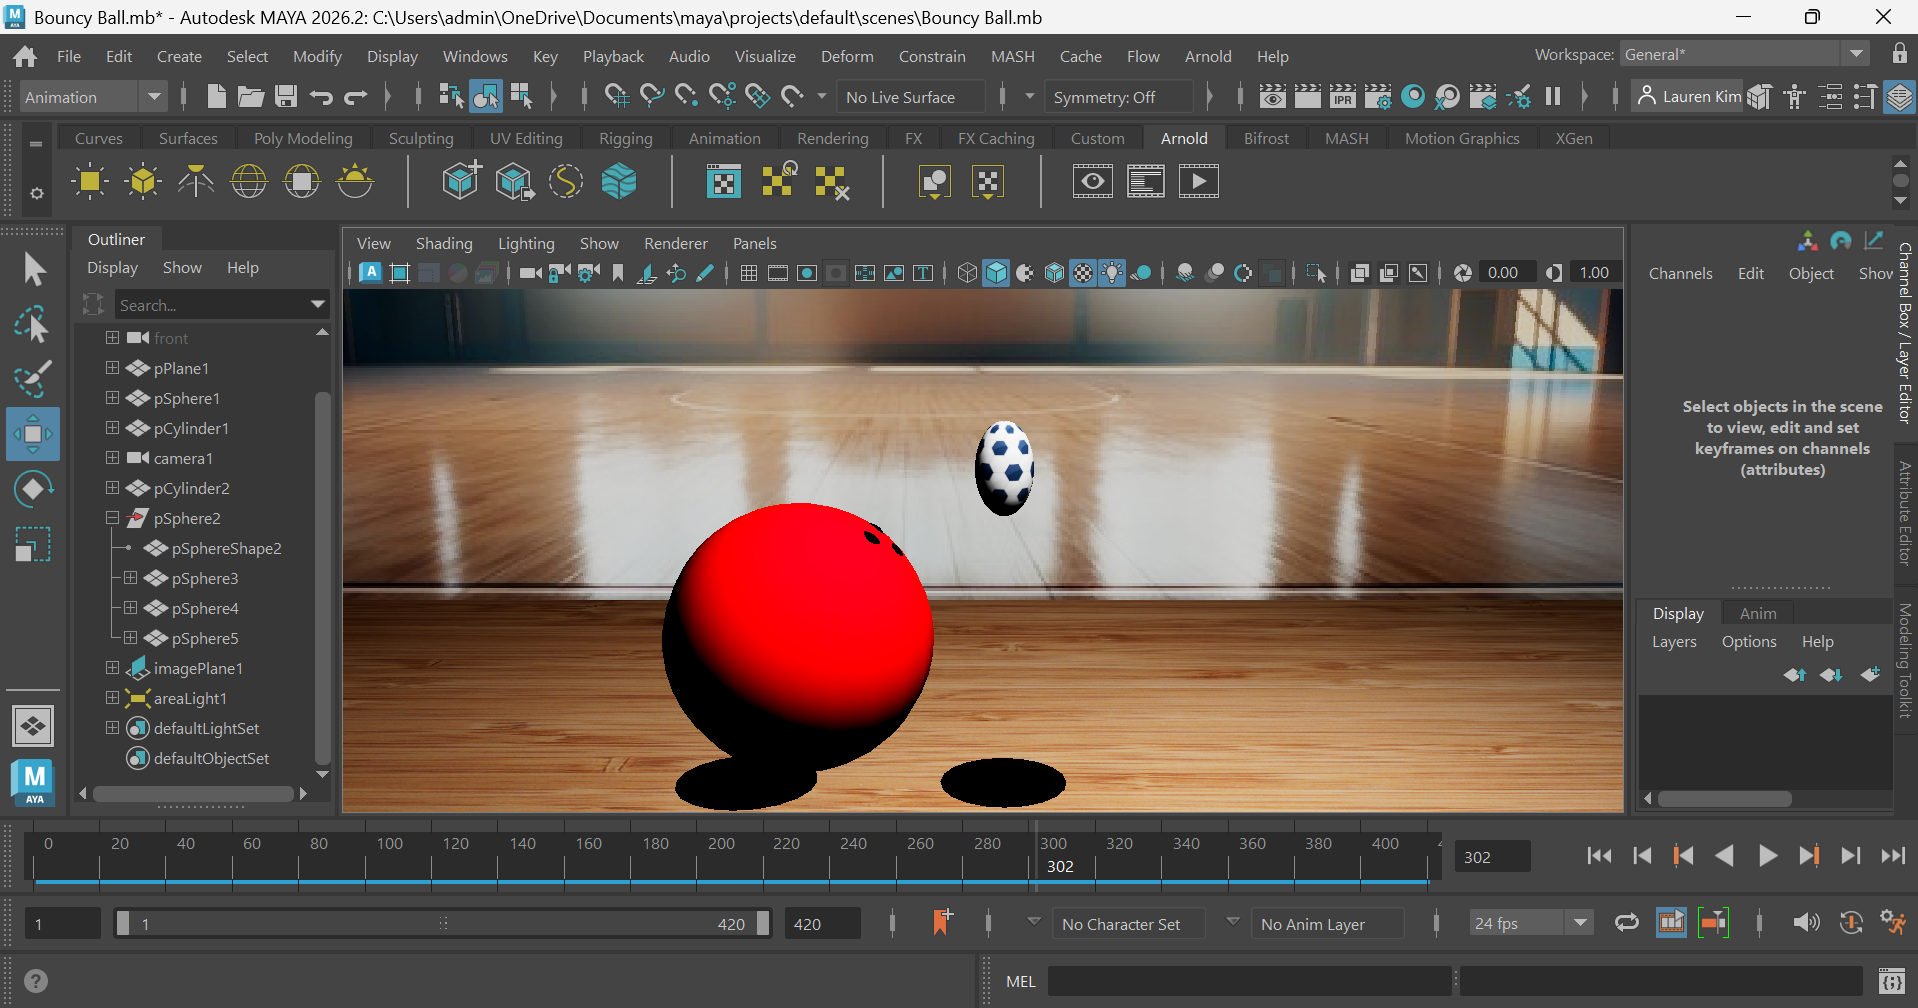 Bouncy Ball.mb* - Autodesk MAYA 2026.2: C:\Users\admin\OneDrive\Documents\maya\projects\default\scenes\Bouncy Ball.mb
File Edit Create Select Modify Display Windows Key Playback Audio Visualize Deform Constrain MASH Cache Flow Arnold Help Workspace: General*
Animation No Live Surface Symmetry: Off IPR Lauren Kim
Curves Surfaces Poly Modeling Sculpting UV Editing Rigging Animation Rendering FX FX Caching Custom Arnold Bifrost MASH Motion Graphics XGen
Outliner
Display Show Help
Search...
front
pPlane1
pSphere1
pCylinder1
camera1
pCylinder2
pSphere2
pSphereShape2
pSphere3
pSphere4
pSphere5
imagePlane1
areaLight1
defaultLightSet
defaultObjectSet
M
AYA
View Shading Lighting Show Renderer Panels
A T 0.00 1.00
Channels Edit Object Show
Select objects in the scene
to view, edit and set
keyframes on channels
(attributes)
Display Anim
Layers Options Help
Channel Box / Layer Editor
Attribute Editor
Modeling Toolkit
0 20 40 60 80 100 120 140 160 180 200 220 240 260 280 300 320 340 360 380 400
302
302
1 1 420 420 No Character Set No Anim Layer 24 fps
MEL